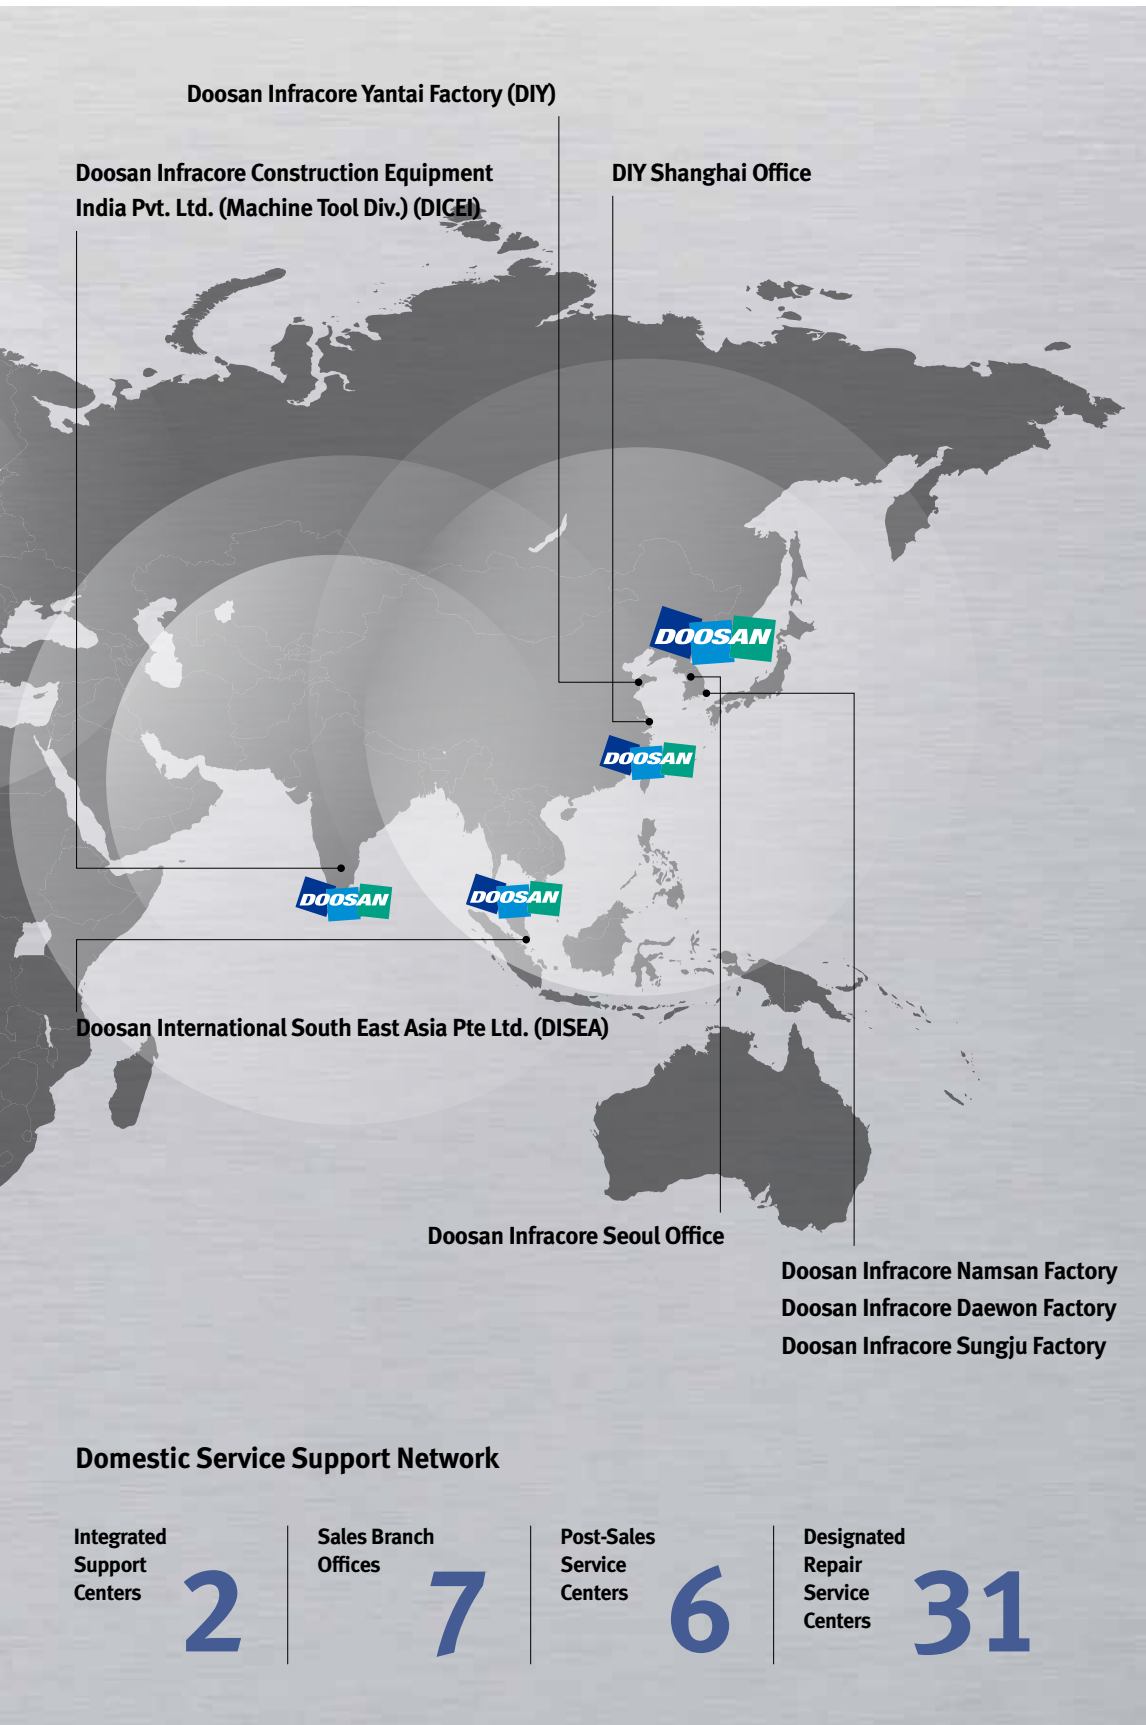 Doosan Infracore Yantai Factory (DIY)
Doosan Infracore Construction Equipment
India Pvt. Ltd. (Machine Tool Div.) (DICEI)
DIY Shanghai Office
DOOSAN
DOOSAN
DOOSAN
DOOSAN
Doosan International South East Asia Pte Ltd. (DISEA)
Doosan Infracore Seoul Office
Doosan Infracore Namsan Factory
Doosan Infracore Daewon Factory
Doosan Infracore Sungju Factory
Domestic Service Support Network
Integrated
Support
Centers
2
Sales Branch
Offices
7
Post-Sales
Service
Centers
6
Designated
Repair
Service
Centers
31